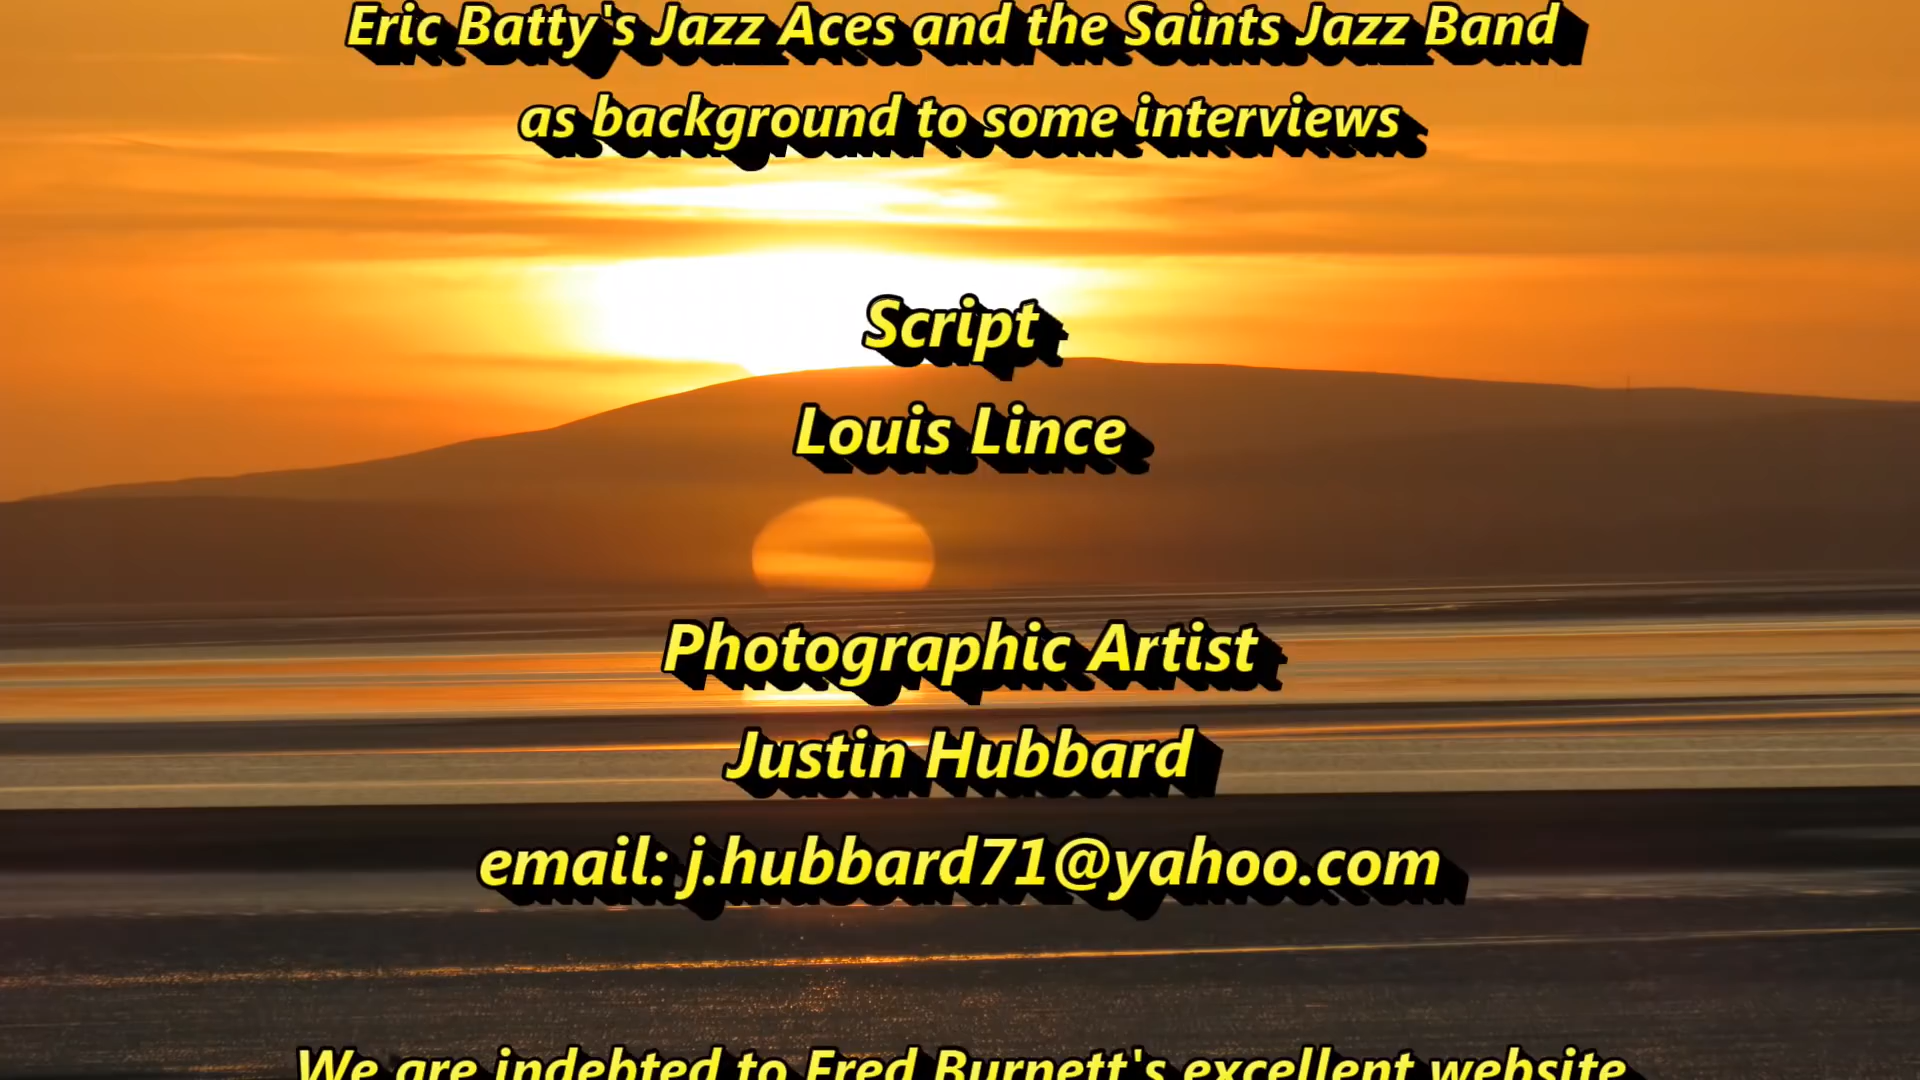 Eric Batty's Jazz Aces and the Saints Jazz Band
as background to some interviews
Script
Louis Lince
Photographic Artist
Justin Hubbard
email: j.hubbard71@yahoo.com
We are indebted to Fred Burnett's excellent website